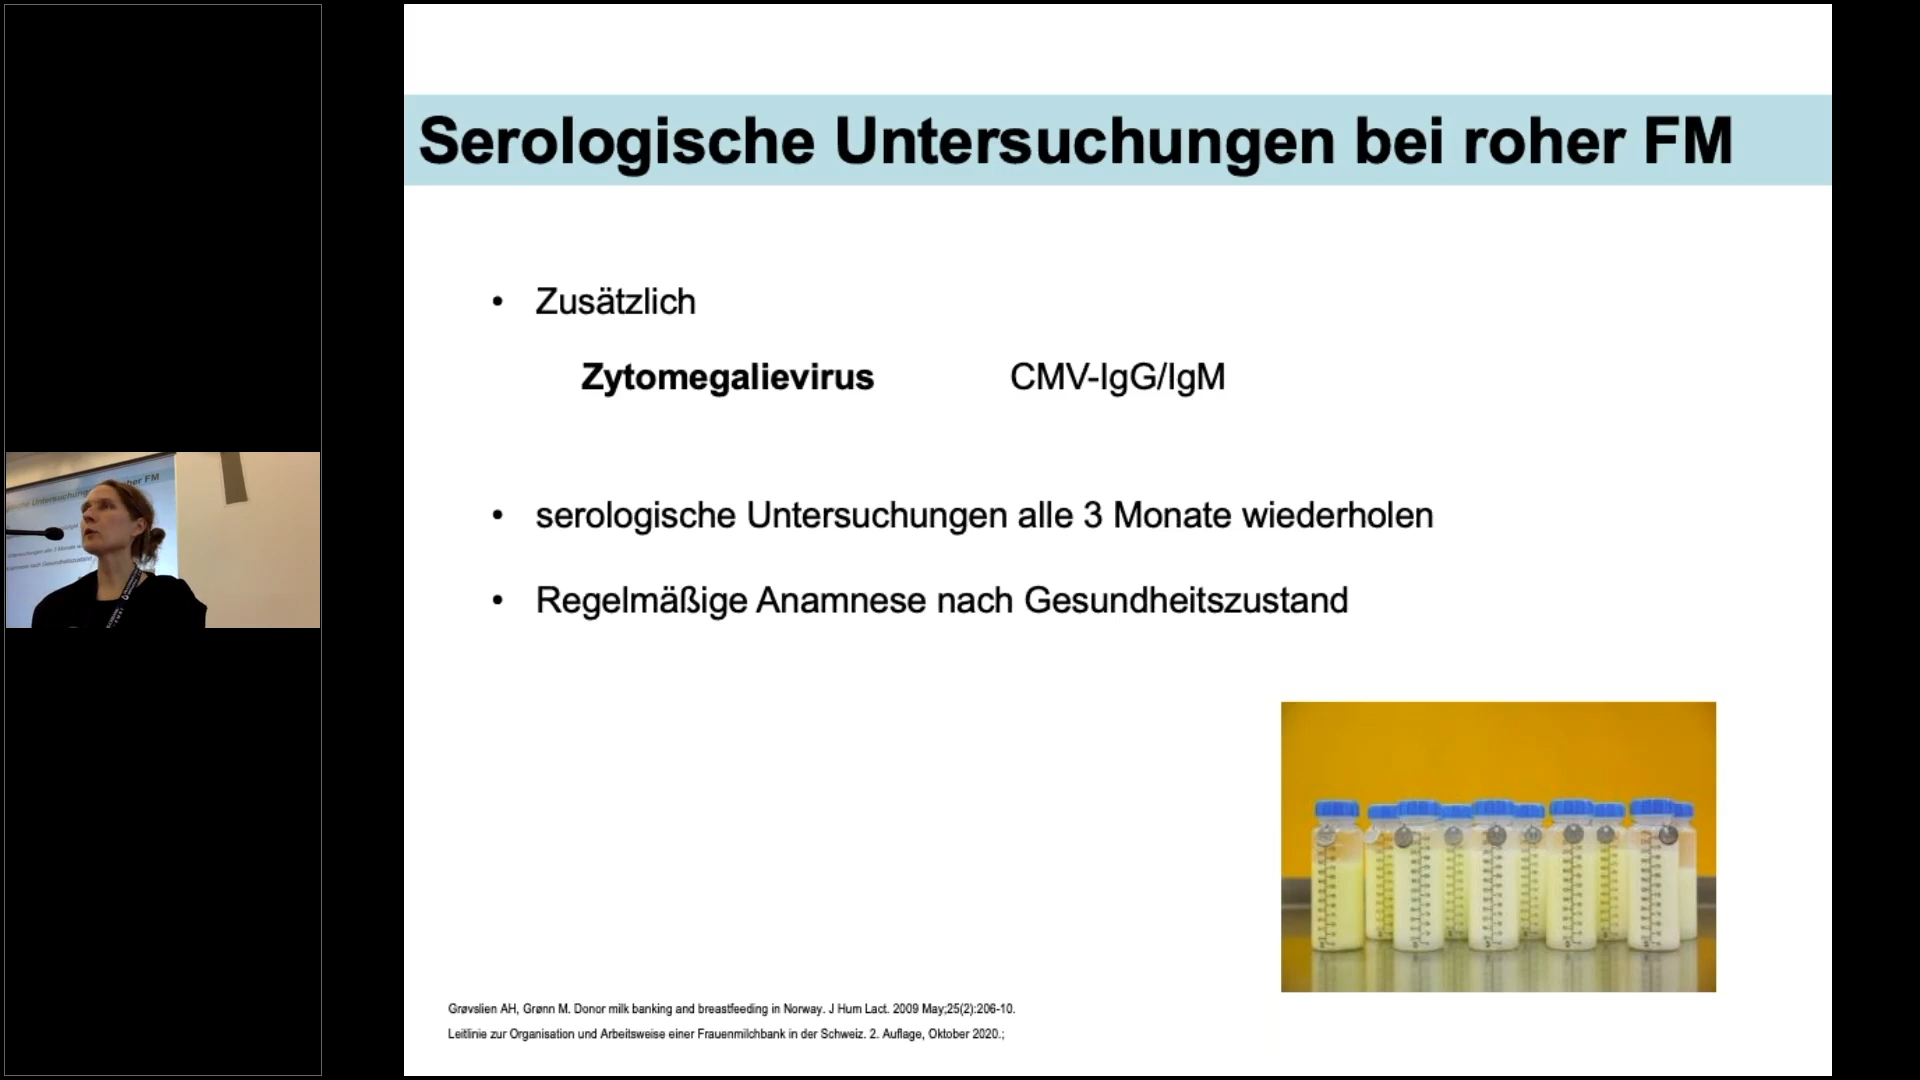 Serologische Untersuchungen bei roher FM
• Zusätzlich
Zytomegalievirus CMV-IgG/IgM
• serologische Untersuchungen alle 3 Monate wiederholen
• Regelmäßige Anamnese nach Gesundheitszustand
Grøvslien AH, Grønn M. Donor milk banking and breastfeeding in Norway. J Hum Lact. 2009 May;25(2):206-10.
Leitlinie zur Organisation und Arbeitsweise einer Frauenmilchbank in der Schweiz. 2. Auflage, Oktober 2020.;